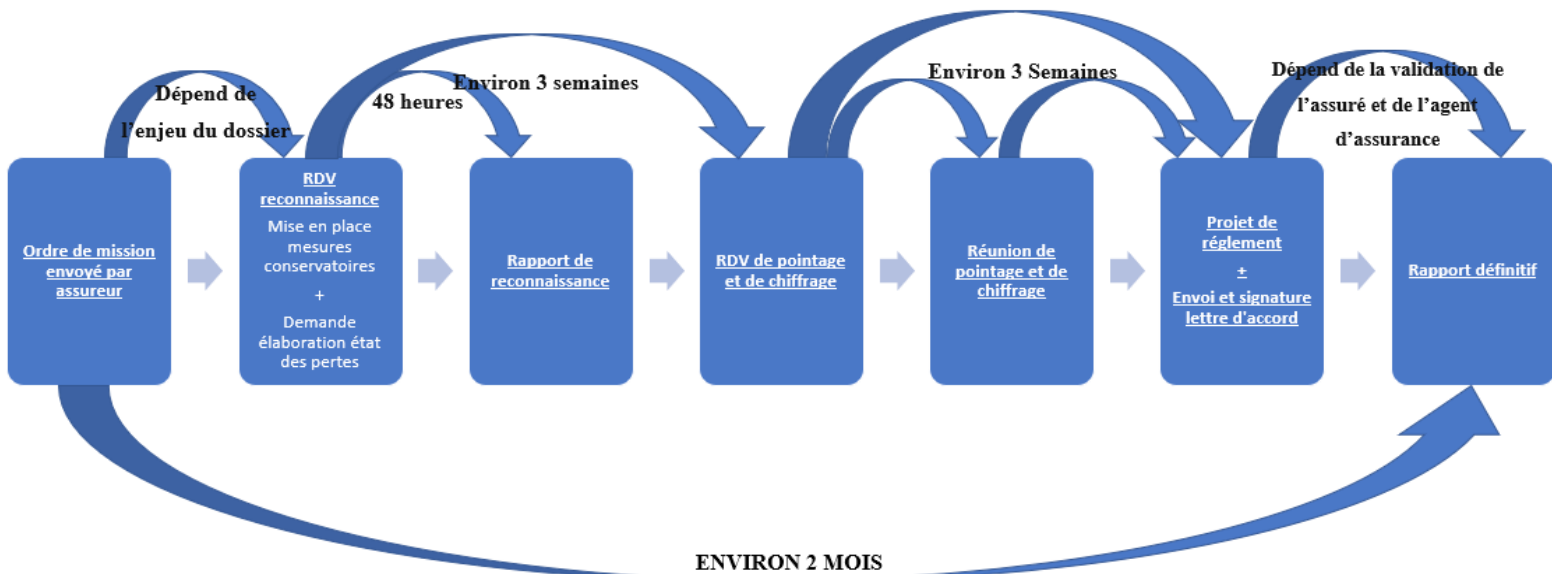 Dépend de
l’enjeu du dossier
48 heures
Environ 3 semaines
Environ 3 Semaines
Dépend de la validation de
l’assuré et de l’agent
d’assurance
Ordre de mission
envoyé par
assureur
RDV
reconnaissance
Mise en place
mesures
conservatoires
+
Demande
élaboration état
des pertes
Rapport de
reconnaissance
RDV de pointage
et de chiffrage
Réunion de
pointage et de
chiffrage
Projet de
réglement
+
Envoi et signature
lettre d'accord
Rapport définitif
ENVIRON 2 MOIS